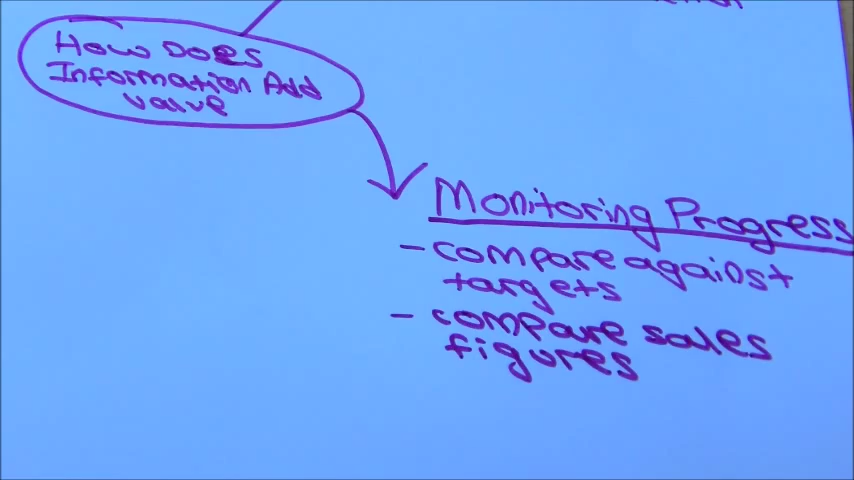 How Does
Information Add
value
Monitoring Progress
- compare against
targets
- compare sales
figures